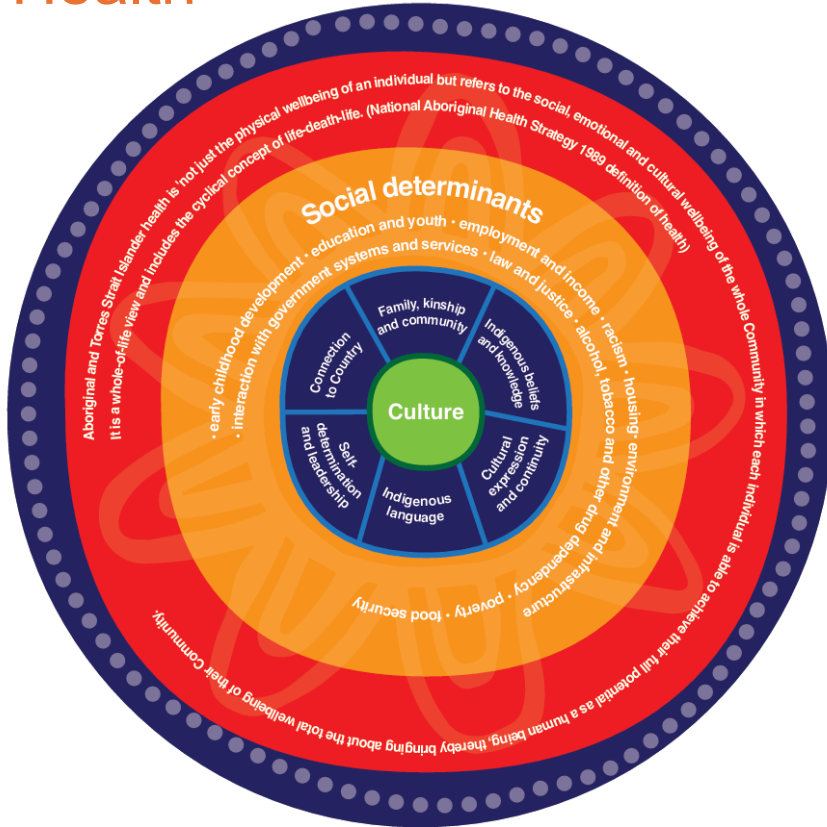 Health
Aboriginal and Torres Strait Islander health is 'not just the physical wellbeing of an individual but refers to the social, emotional and cultural wellbeing of the whole Community in which each individual is able to achieve their full potential as a human being, thereby bringing about the total wellbeing of their Community.
It is a whole-of-life view and includes the cyclical concept of life-death-life. (National Aboriginal Health Strategy 1989 definition of health)
Social determinants
• early childhood development • education and youth • employment and income • racism • housing • environment and infrastructure
• interaction with government systems and services • law and justice • alcohol, tobacco and other drug dependency • poverty • food security
Family, kinship
and community
Indigenous beliefs
and knowledge
Cultural
expression
and continuity
Indigenous
language
Self-
determination
and leadership
Connection
to Country
Culture